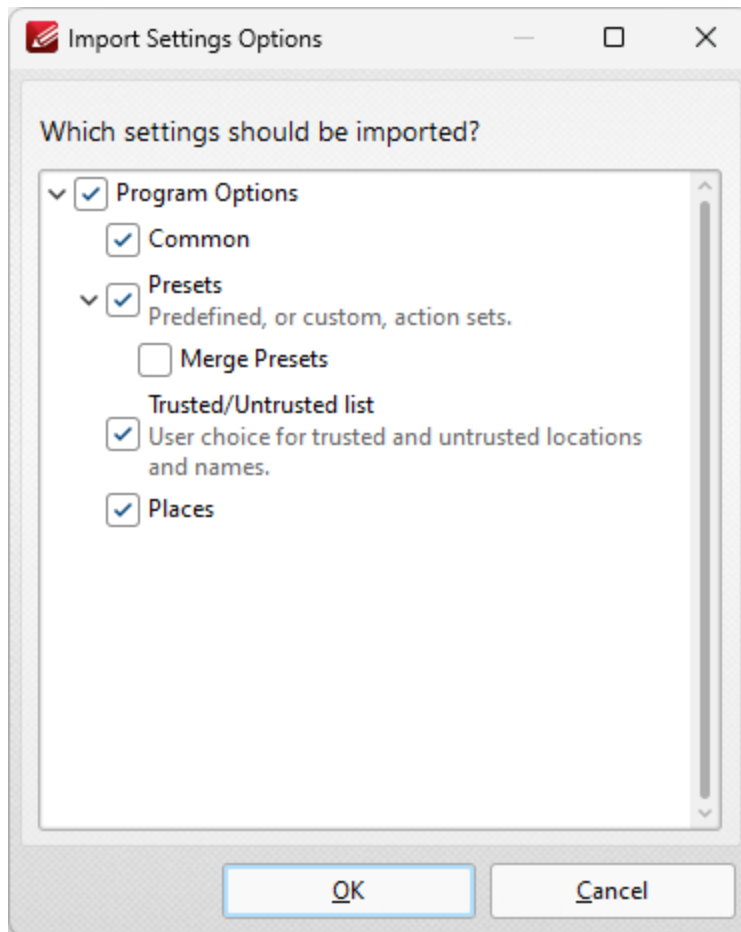 Import Settings Options
Which settings should be imported?
Program Options
Common
Presets
Predefined, or custom, action sets.
Merge Presets
Trusted/Untrusted list
User choice for trusted and untrusted locations
and names.
Places
OK
Cancel